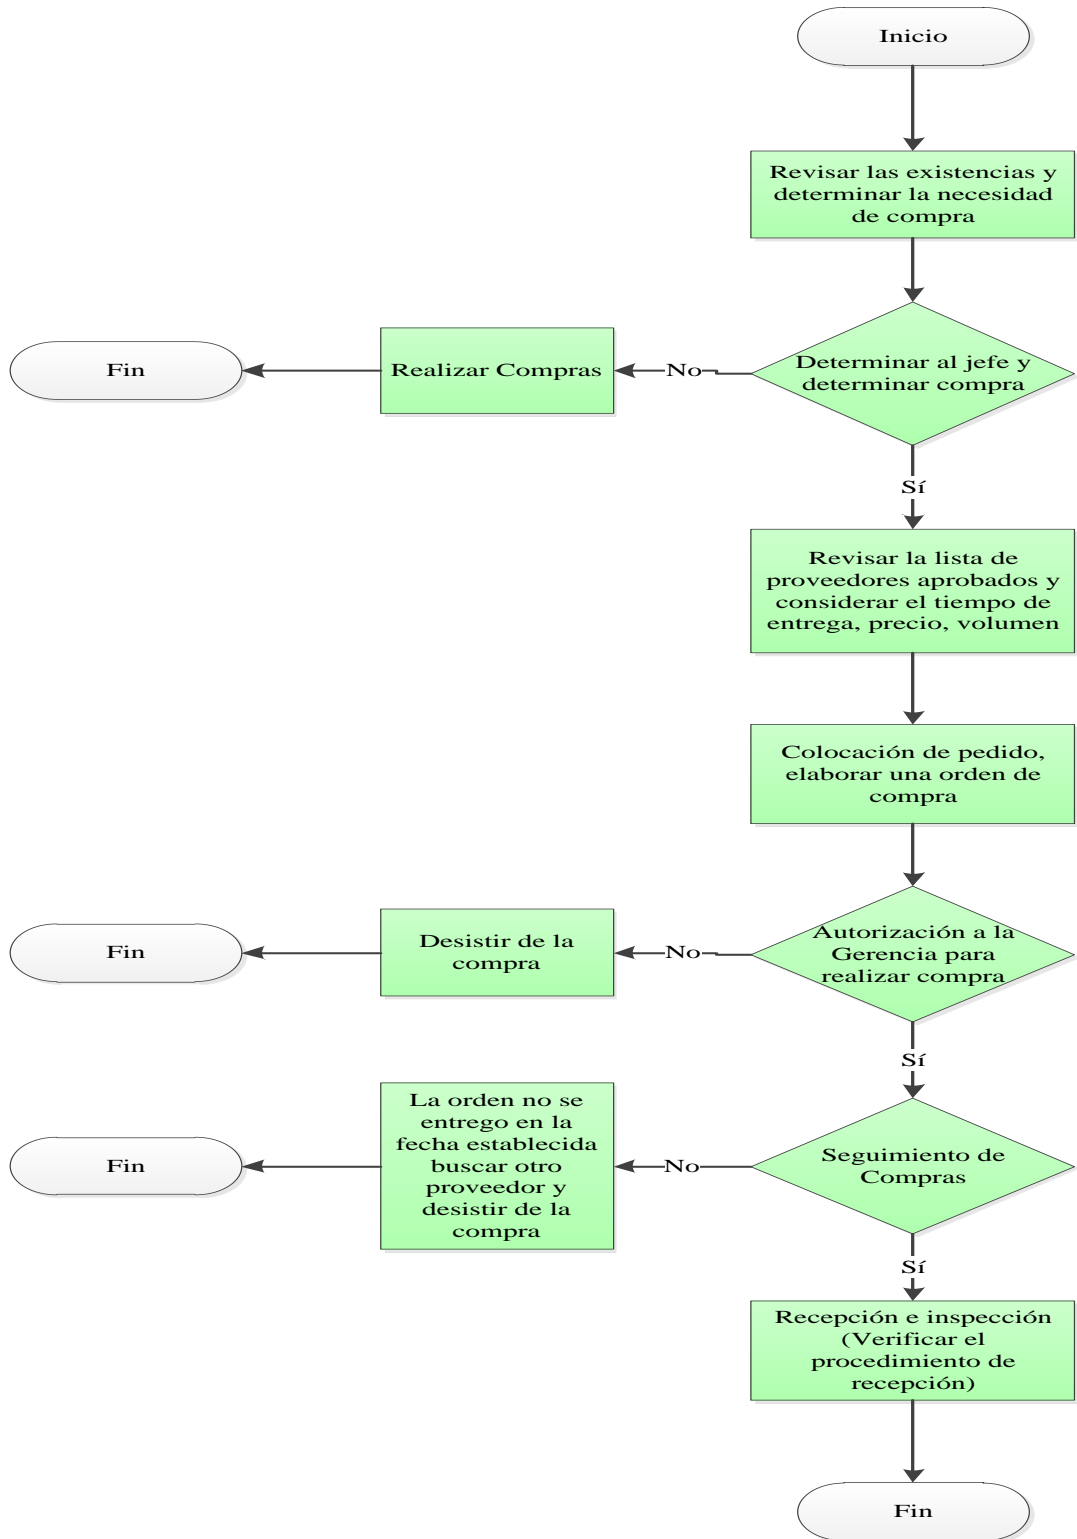 Inicio
Revisar las existencias y
determinar la necesidad
de compra
Determinar al jefe y
determinar compra
No
Realizar Compras
Fin
Sí
Revisar la lista de
proveedores aprobados y
considerar el tiempo de
entrega, precio, volumen
Colocación de pedido,
elaborar una orden de
compra
Autorización a la
Gerencia para
realizar compra
No
Desistir de la
compra
Fin
Sí
Seguimiento de
Compras
No
La orden no se
entrego en la
fecha establecida
buscar otro
proveedor y
desistir de la
compra
Fin
Sí
Recepción e inspección
(Verificar el
procedimiento de
recepción)
Fin